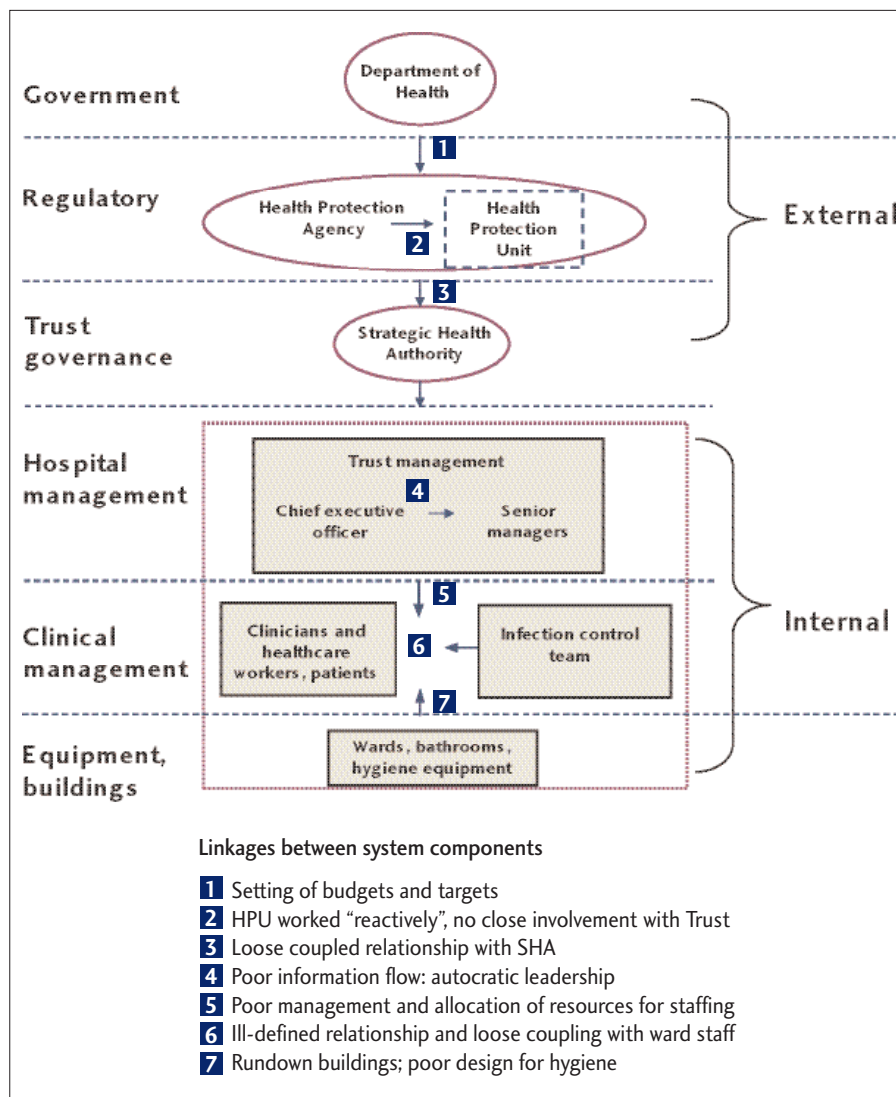 Department of
Health
Government
1
Regulatory
Health Protection
Agency
2
Health
Protection
Unit
External
3
Trust
governance
Strategic Health
Authority
Hospital
management
Trust management
4
Chief executive
officer
Senior
managers
5
Clinical
management
Clinicians and
healthcare
workers, patients
6
Infection control
team
Internal
7
Equipment,
buildings
Wards, bathrooms,
hygiene equipment
Linkages between system components
1 Setting of budgets and targets
2 HPU worked “reactively”, no close involvement with Trust
3 Loose coupled relationship with SHA
4 Poor information flow: autocratic leadership
5 Poor management and allocation of resources for staffing
6 Ill-defined relationship and loose coupling with ward staff
7 Rundown buildings; poor design for hygiene